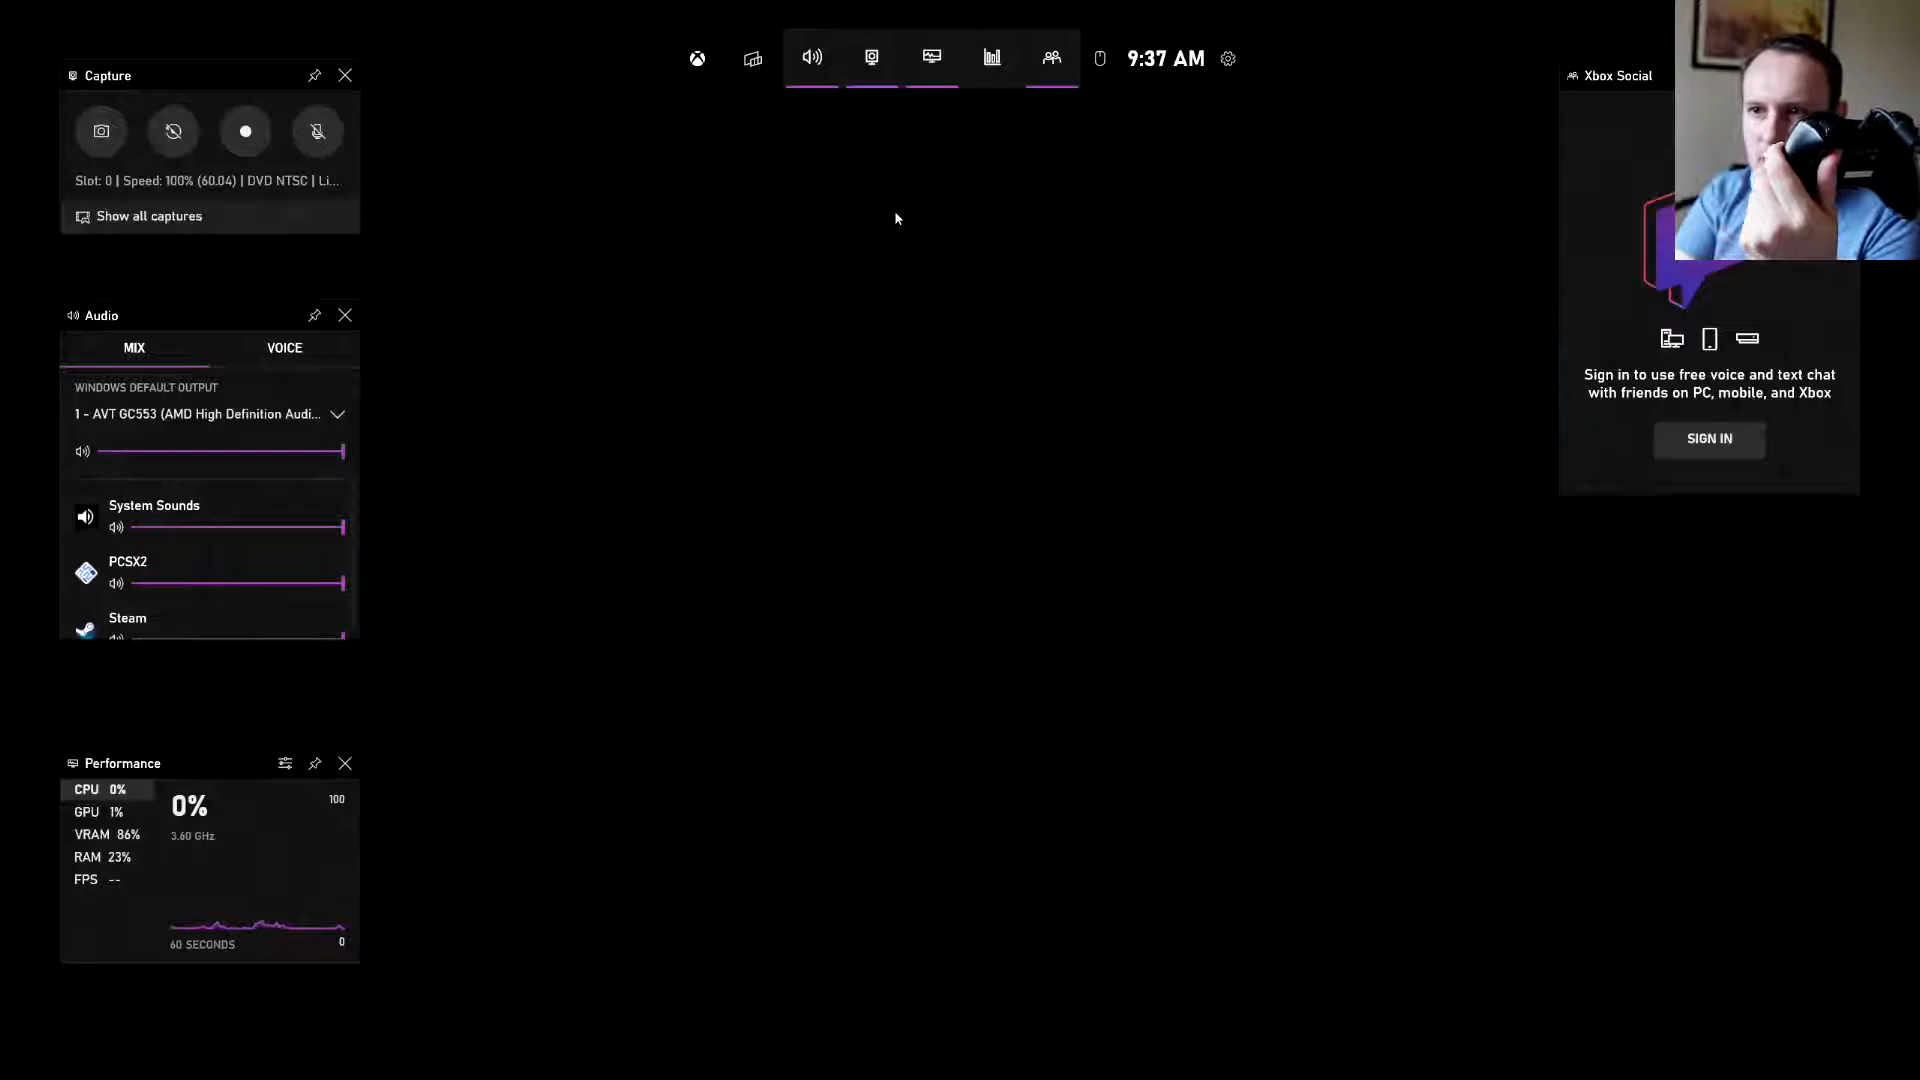 Capture
Slot: 0 | Speed: 100% (60.04) | DVD NTSC | Li...
Show all captures
9:37 AM
Xbox Social
Sign in to use free voice and text chat
with friends on PC, mobile, and Xbox
SIGN IN
Audio
MIX
VOICE
WINDOWS DEFAULT OUTPUT
1 - AVT GC553 (AMD High Definition Audi...
System Sounds
PCSX2
Steam
Performance
CPU 0%
GPU 1%
VRAM 86%
RAM 23%
FPS --
0%
3.60 GHz
100
60 SECONDS
0